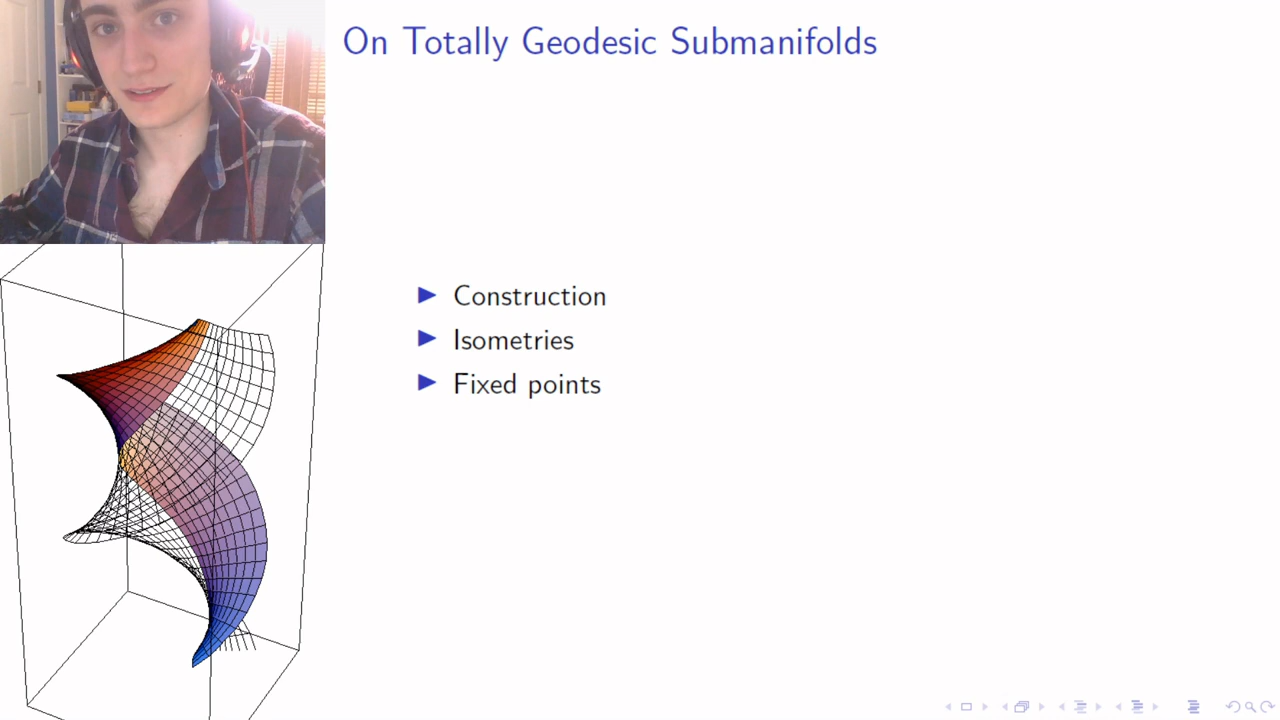 On Totally Geodesic Submanifolds
Construction
Isometries
Fixed points